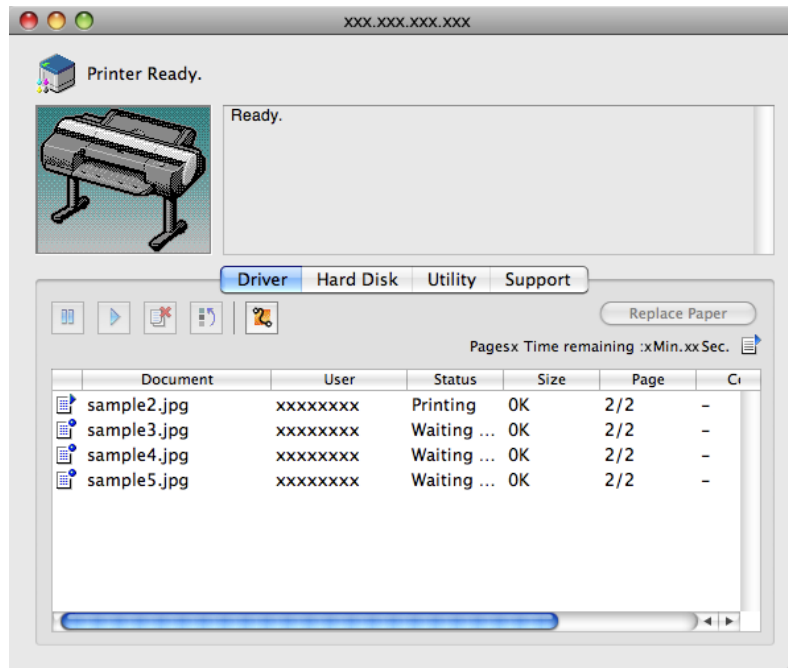 xxx.xxx.xxx.xxx
Printer Ready.
Ready.
Driver Hard Disk Utility Support
Replace Paper
Pagesx Time remaining :xMin.xxSec.
Document User Status Size Page
sample2.jpg xxxxxxxx Printing 0K 2/2 –
sample3.jpg xxxxxxxx Waiting ... 0K 2/2 –
sample4.jpg xxxxxxxx Waiting ... 0K 2/2 –
sample5.jpg xxxxxxxx Waiting ... 0K 2/2 –